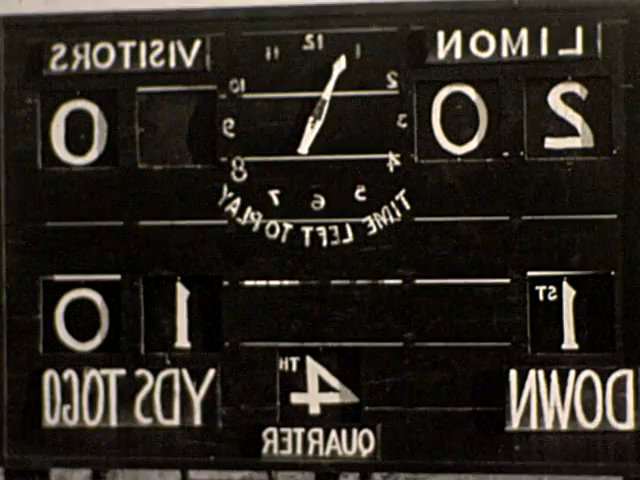 LIMON
VISITORS
20
0
12
1
11
2
10
3
9
4
8
5
6
7
TIME LEFT TO PLAY
1ST
10
DOWN
4TH
YDS TO GO
QUARTER